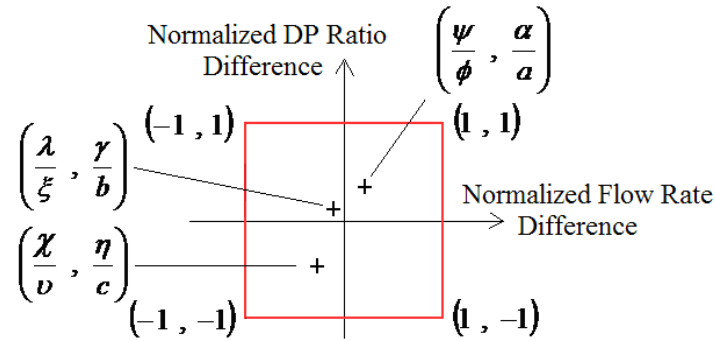 Normalized DP Ratio
Difference
(ψ/ϕ , α/a)
(−1 , 1)
(1 , 1)
(λ/ξ , γ/b)
Normalized Flow Rate
Difference
(χ/υ , η/c)
(−1 , −1)
(1 , −1)